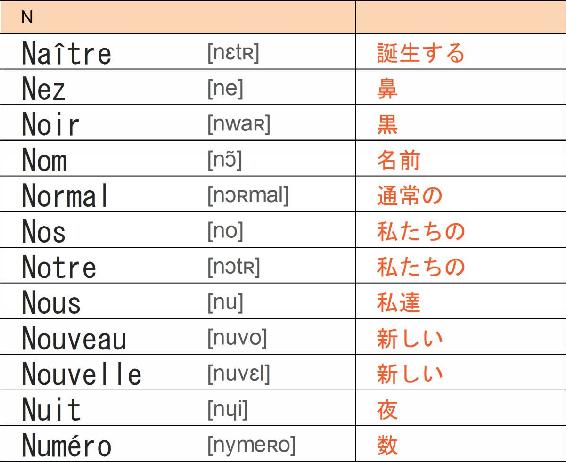 N
Naître [nɛtʀ] 誕生する
Nez [ne] 鼻
Noir [nwaʀ] 黒
Nom [nɔ̃] 名前
Normal [nɔʀmal] 通常の
Nos [no] 私たちの
Notre [nɔtʀ] 私たちの
Nous [nu] 私達
Nouveau [nuvo] 新しい
Nouvelle [nuvɛl] 新しい
Nuit [nɥi] 夜
Numéro [nymeʀo] 数